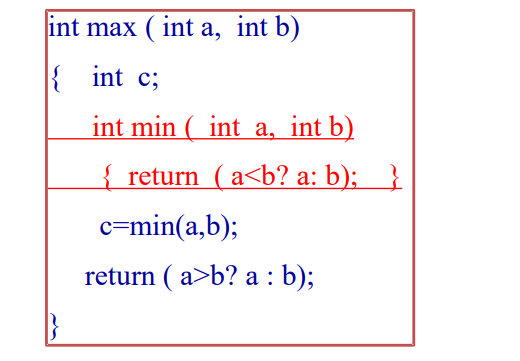 int max ( int a, int b)
{ int c;
int min ( int a, int b)
{ return ( a<b? a: b); }
c=min(a,b);
return ( a>b? a : b);
}